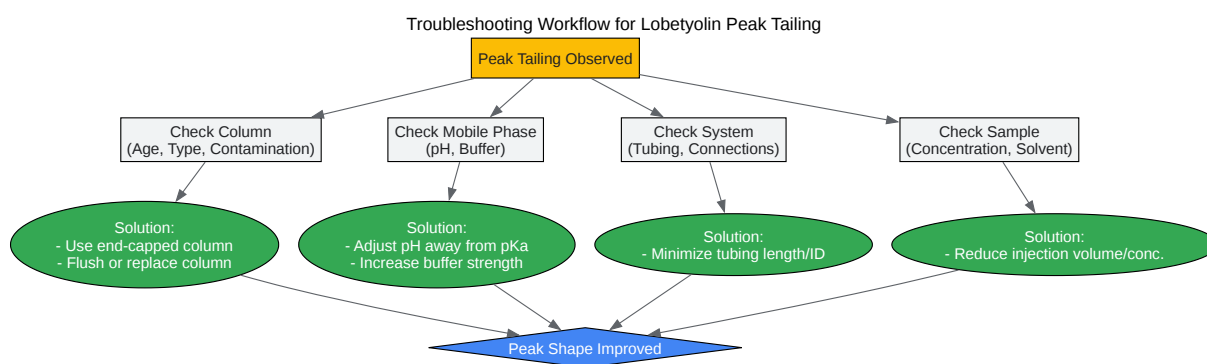 Troubleshooting Workflow for Lobetyolin Peak Tailing
Peak Tailing Observed
Check Column
(Age, Type, Contamination)
Check Mobile Phase
(pH, Buffer)
Check System
(Tubing, Connections)
Check Sample
(Concentration, Solvent)
Solution:
- Use end-capped column
- Flush or replace column
Solution:
- Adjust pH away from pKa
- Increase buffer strength
Solution:
- Minimize tubing length/ID
Solution:
- Reduce injection volume/conc.
Peak Shape Improved